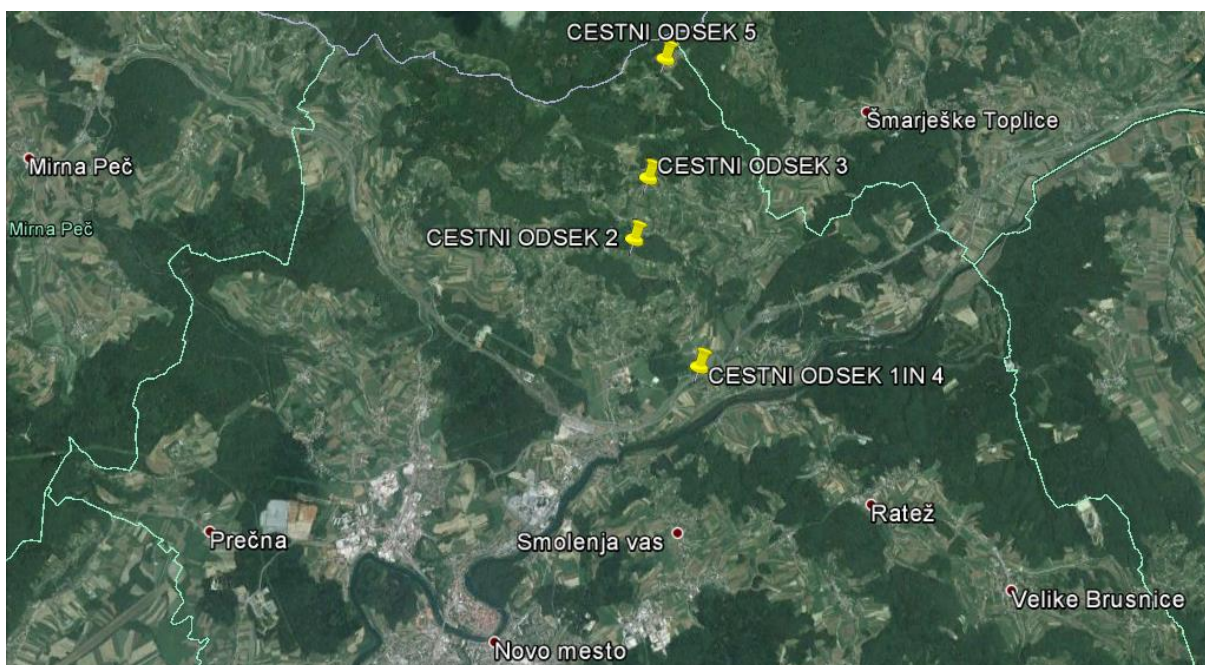 CESTNI ODSEK 5
Šmarješke Toplice
Mirna Peč
CESTNI ODSEK 3
Mirna Peč
CESTNI ODSEK 2
CESTNI ODSEK 1IN 4
Ratež
Prečna
Smolenja vas
Velike Brusnice
Novo mesto